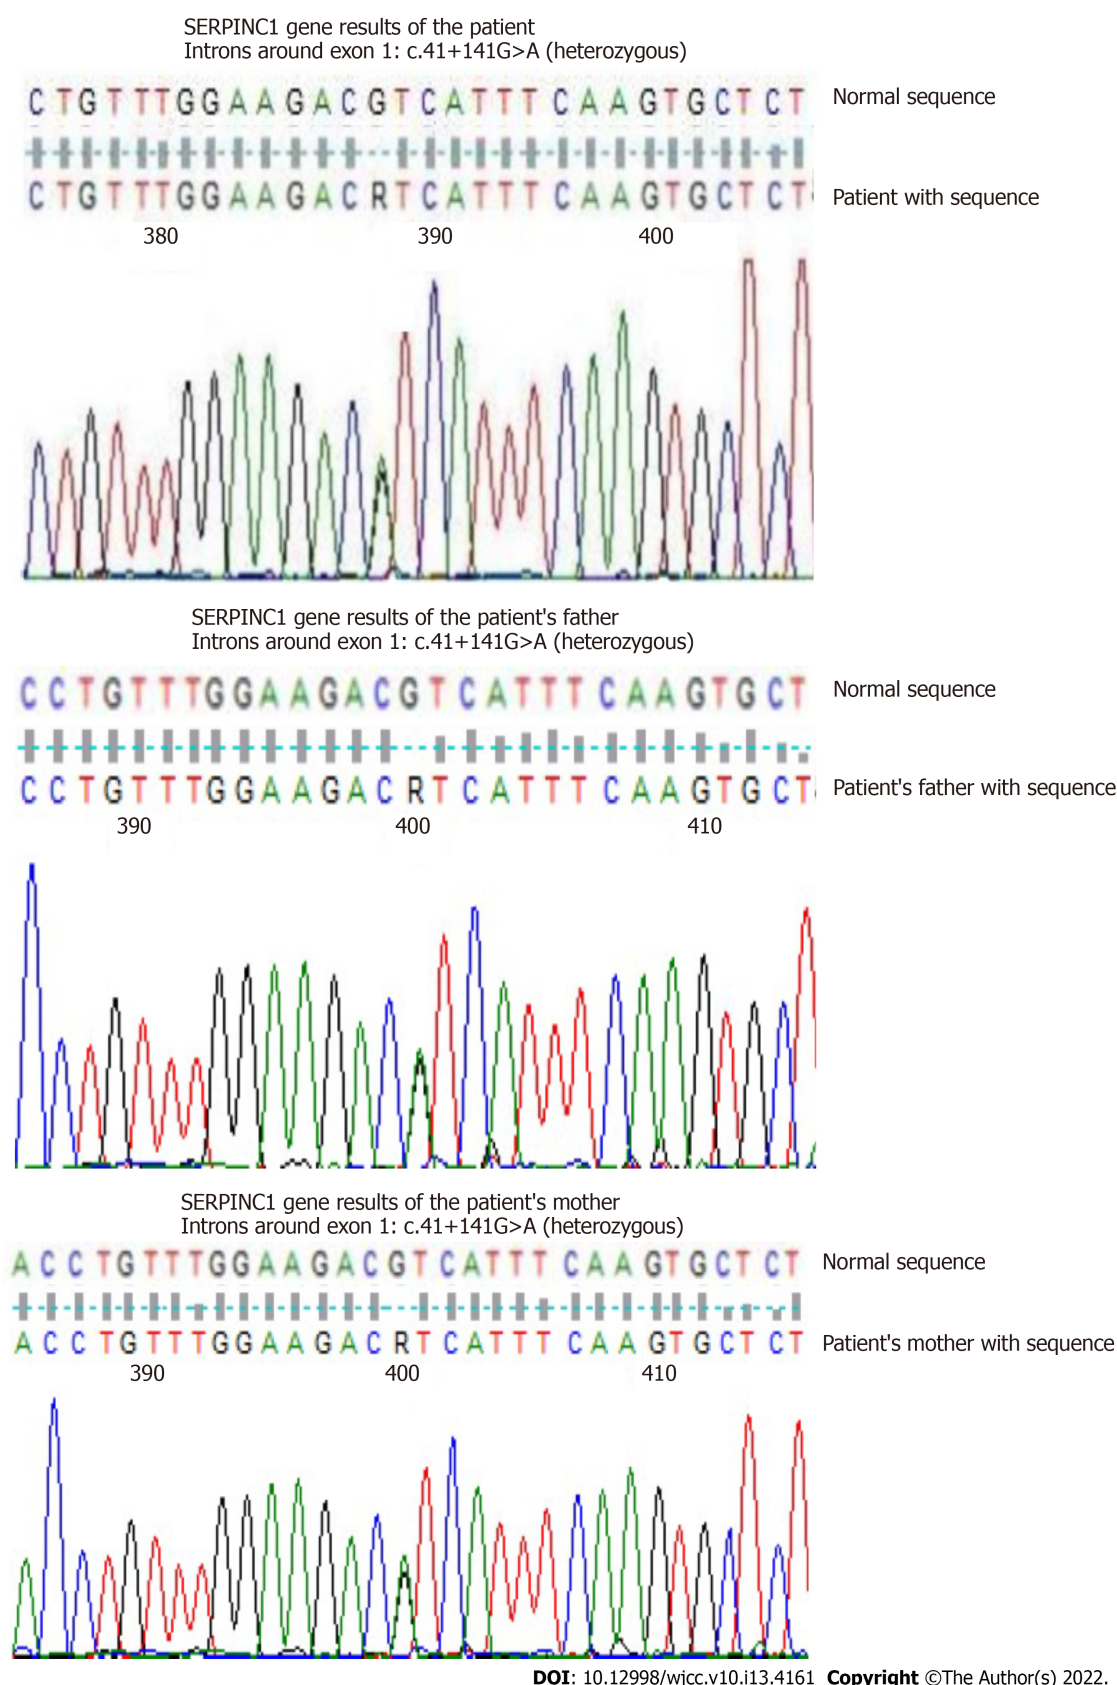 SERPINC1 gene results of the patient
Introns around exon 1: c.41+141G>A (heterozygous)
CTGTTTGGAAGACGTCATTTCAAGTGCTCT Normal sequence
CTGTTTGGAAGACRTCATTTCAAGTGCTCT Patient with sequence
380 390 400
SERPINC1 gene results of the patient's father
Introns around exon 1: c.41+141G>A (heterozygous)
CCTGTTTGGAAGACGTCATTTCAAGTGCT Normal sequence
CCTGTTTGGAAGACRTCATTTCAAGTGCT Patient's father with sequence
390 400 410
SERPINC1 gene results of the patient's mother
Introns around exon 1: c.41+141G>A (heterozygous)
ACCTGTTTGGAAGACGTCATTTCAAGTGCTCT Normal sequence
ACCTGTTTGGAAGACRTCATTTCAAGTGCTCT Patient's mother with sequence
390 400 410
DOI: 10.12998/wjcc.v10.i13.4161 Copyright ©The Author(s) 2022.